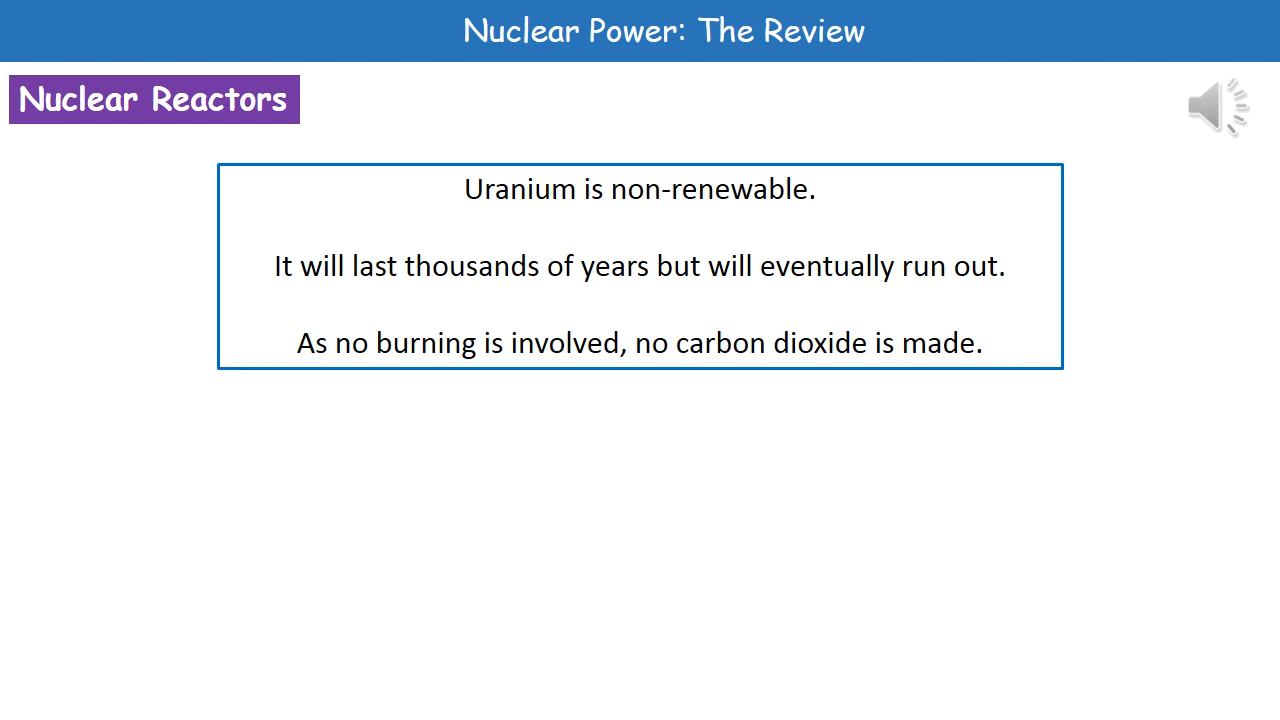 Nuclear Power: The Review
Nuclear Reactors
Uranium is non-renewable.
It will last thousands of years but will eventually run out.
As no burning is involved, no carbon dioxide is made.